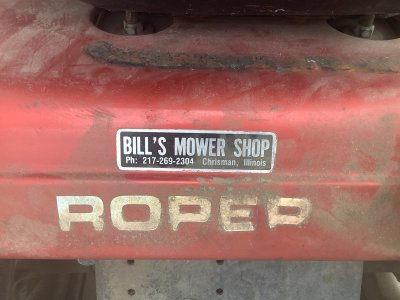 BILL'S MOWER SHOP
Ph: 217-269-2304 Chrisman, Illinois
ROPER